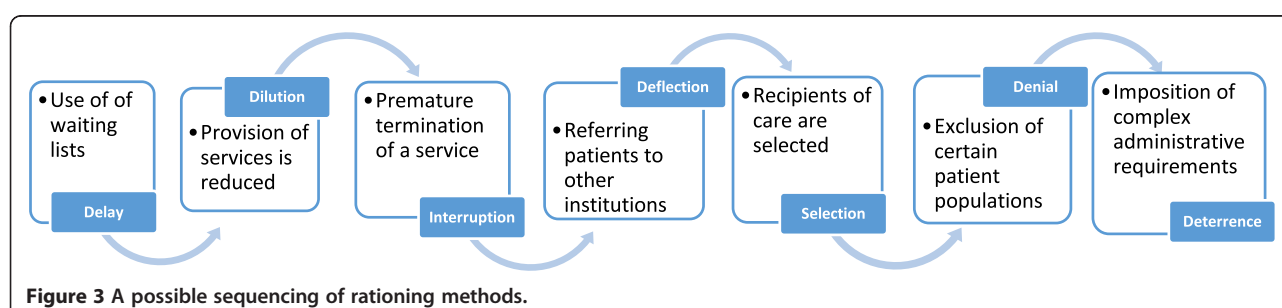 • Use of of
waiting
lists
Delay
Dilution
• Provision of
services is
reduced
• Premature
termination
of a service
Interruption
Deflection
• Referring
patients to
other
institutions
• Recipients of
care are
selected
Selection
Denial
• Exclusion of
certain
patient
populations
• Imposition of
complex
administrative
requirements
Deterrence
Figure 3 A possible sequencing of rationing methods.